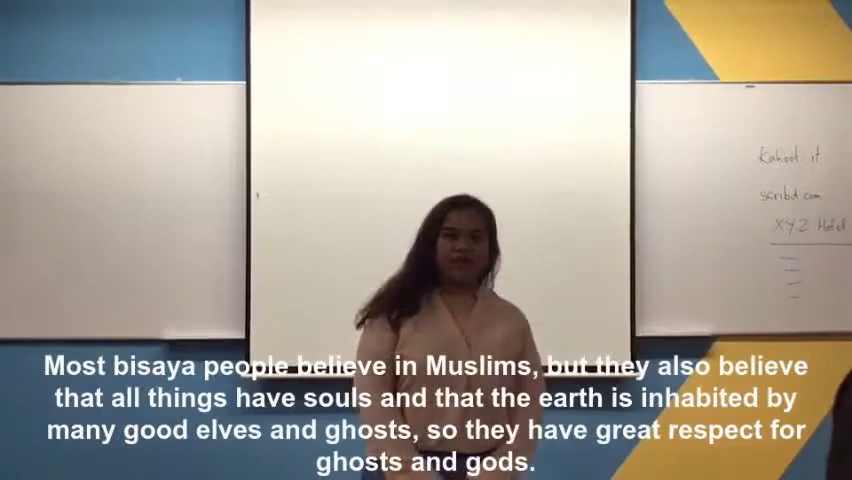 Kahoot. it
scribd.com
XYZ Hotel
Most bisaya people believe in Muslims, but they also believe
that all things have souls and that the earth is inhabited by
many good elves and ghosts, so they have great respect for
ghosts and gods.